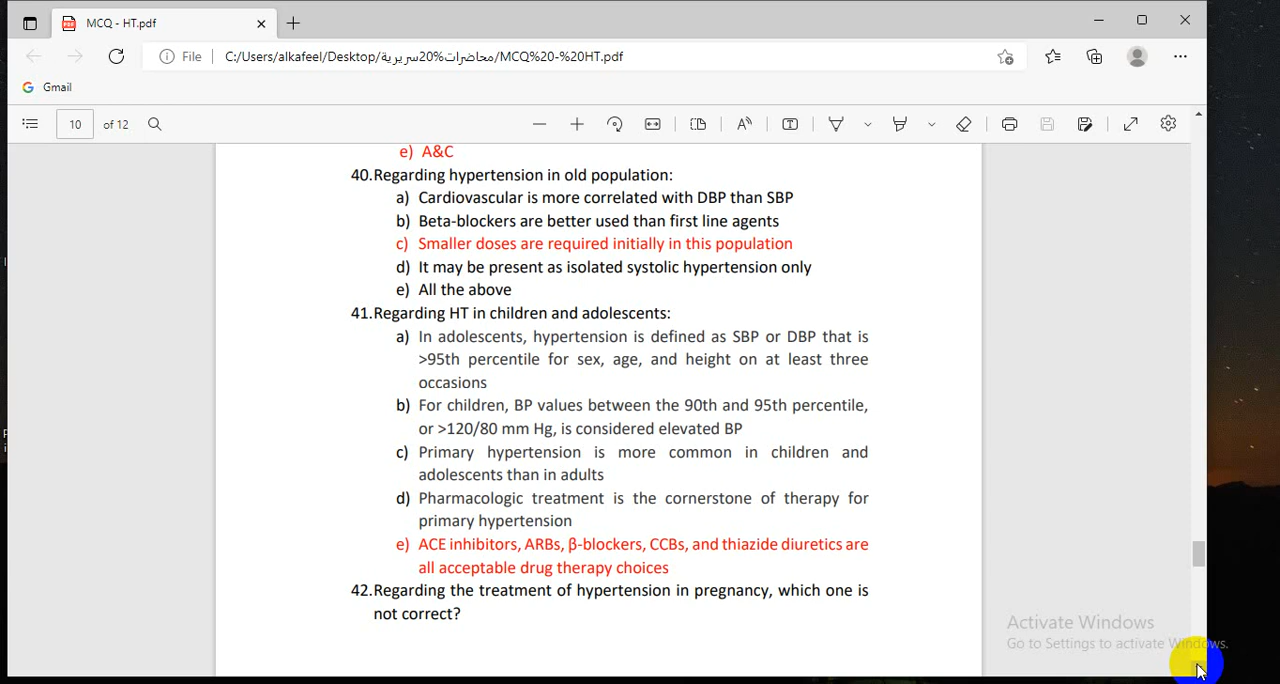 MCQ - HT.pdf
File
C:/Users/alkafeel/Desktop/محاضرات%20سريرية/MCQ%20-%20HT.pdf
Gmail
10 of 12
e) A&C
40.Regarding hypertension in old population:
a) Cardiovascular is more correlated with DBP than SBP
b) Beta-blockers are better used than first line agents
c) Smaller doses are required initially in this population
d) It may be present as isolated systolic hypertension only
e) All the above
41.Regarding HT in children and adolescents:
a) In adolescents, hypertension is defined as SBP or DBP that is
>95th percentile for sex, age, and height on at least three
occasions
b) For children, BP values between the 90th and 95th percentile,
or >120/80 mm Hg, is considered elevated BP
c) Primary hypertension is more common in children and
adolescents than in adults
d) Pharmacologic treatment is the cornerstone of therapy for
primary hypertension
e) ACE inhibitors, ARBs, β-blockers, CCBs, and thiazide diuretics are
all acceptable drug therapy choices
42.Regarding the treatment of hypertension in pregnancy, which one is
not correct?
Activate Windows
Go to Settings to activate Windows.